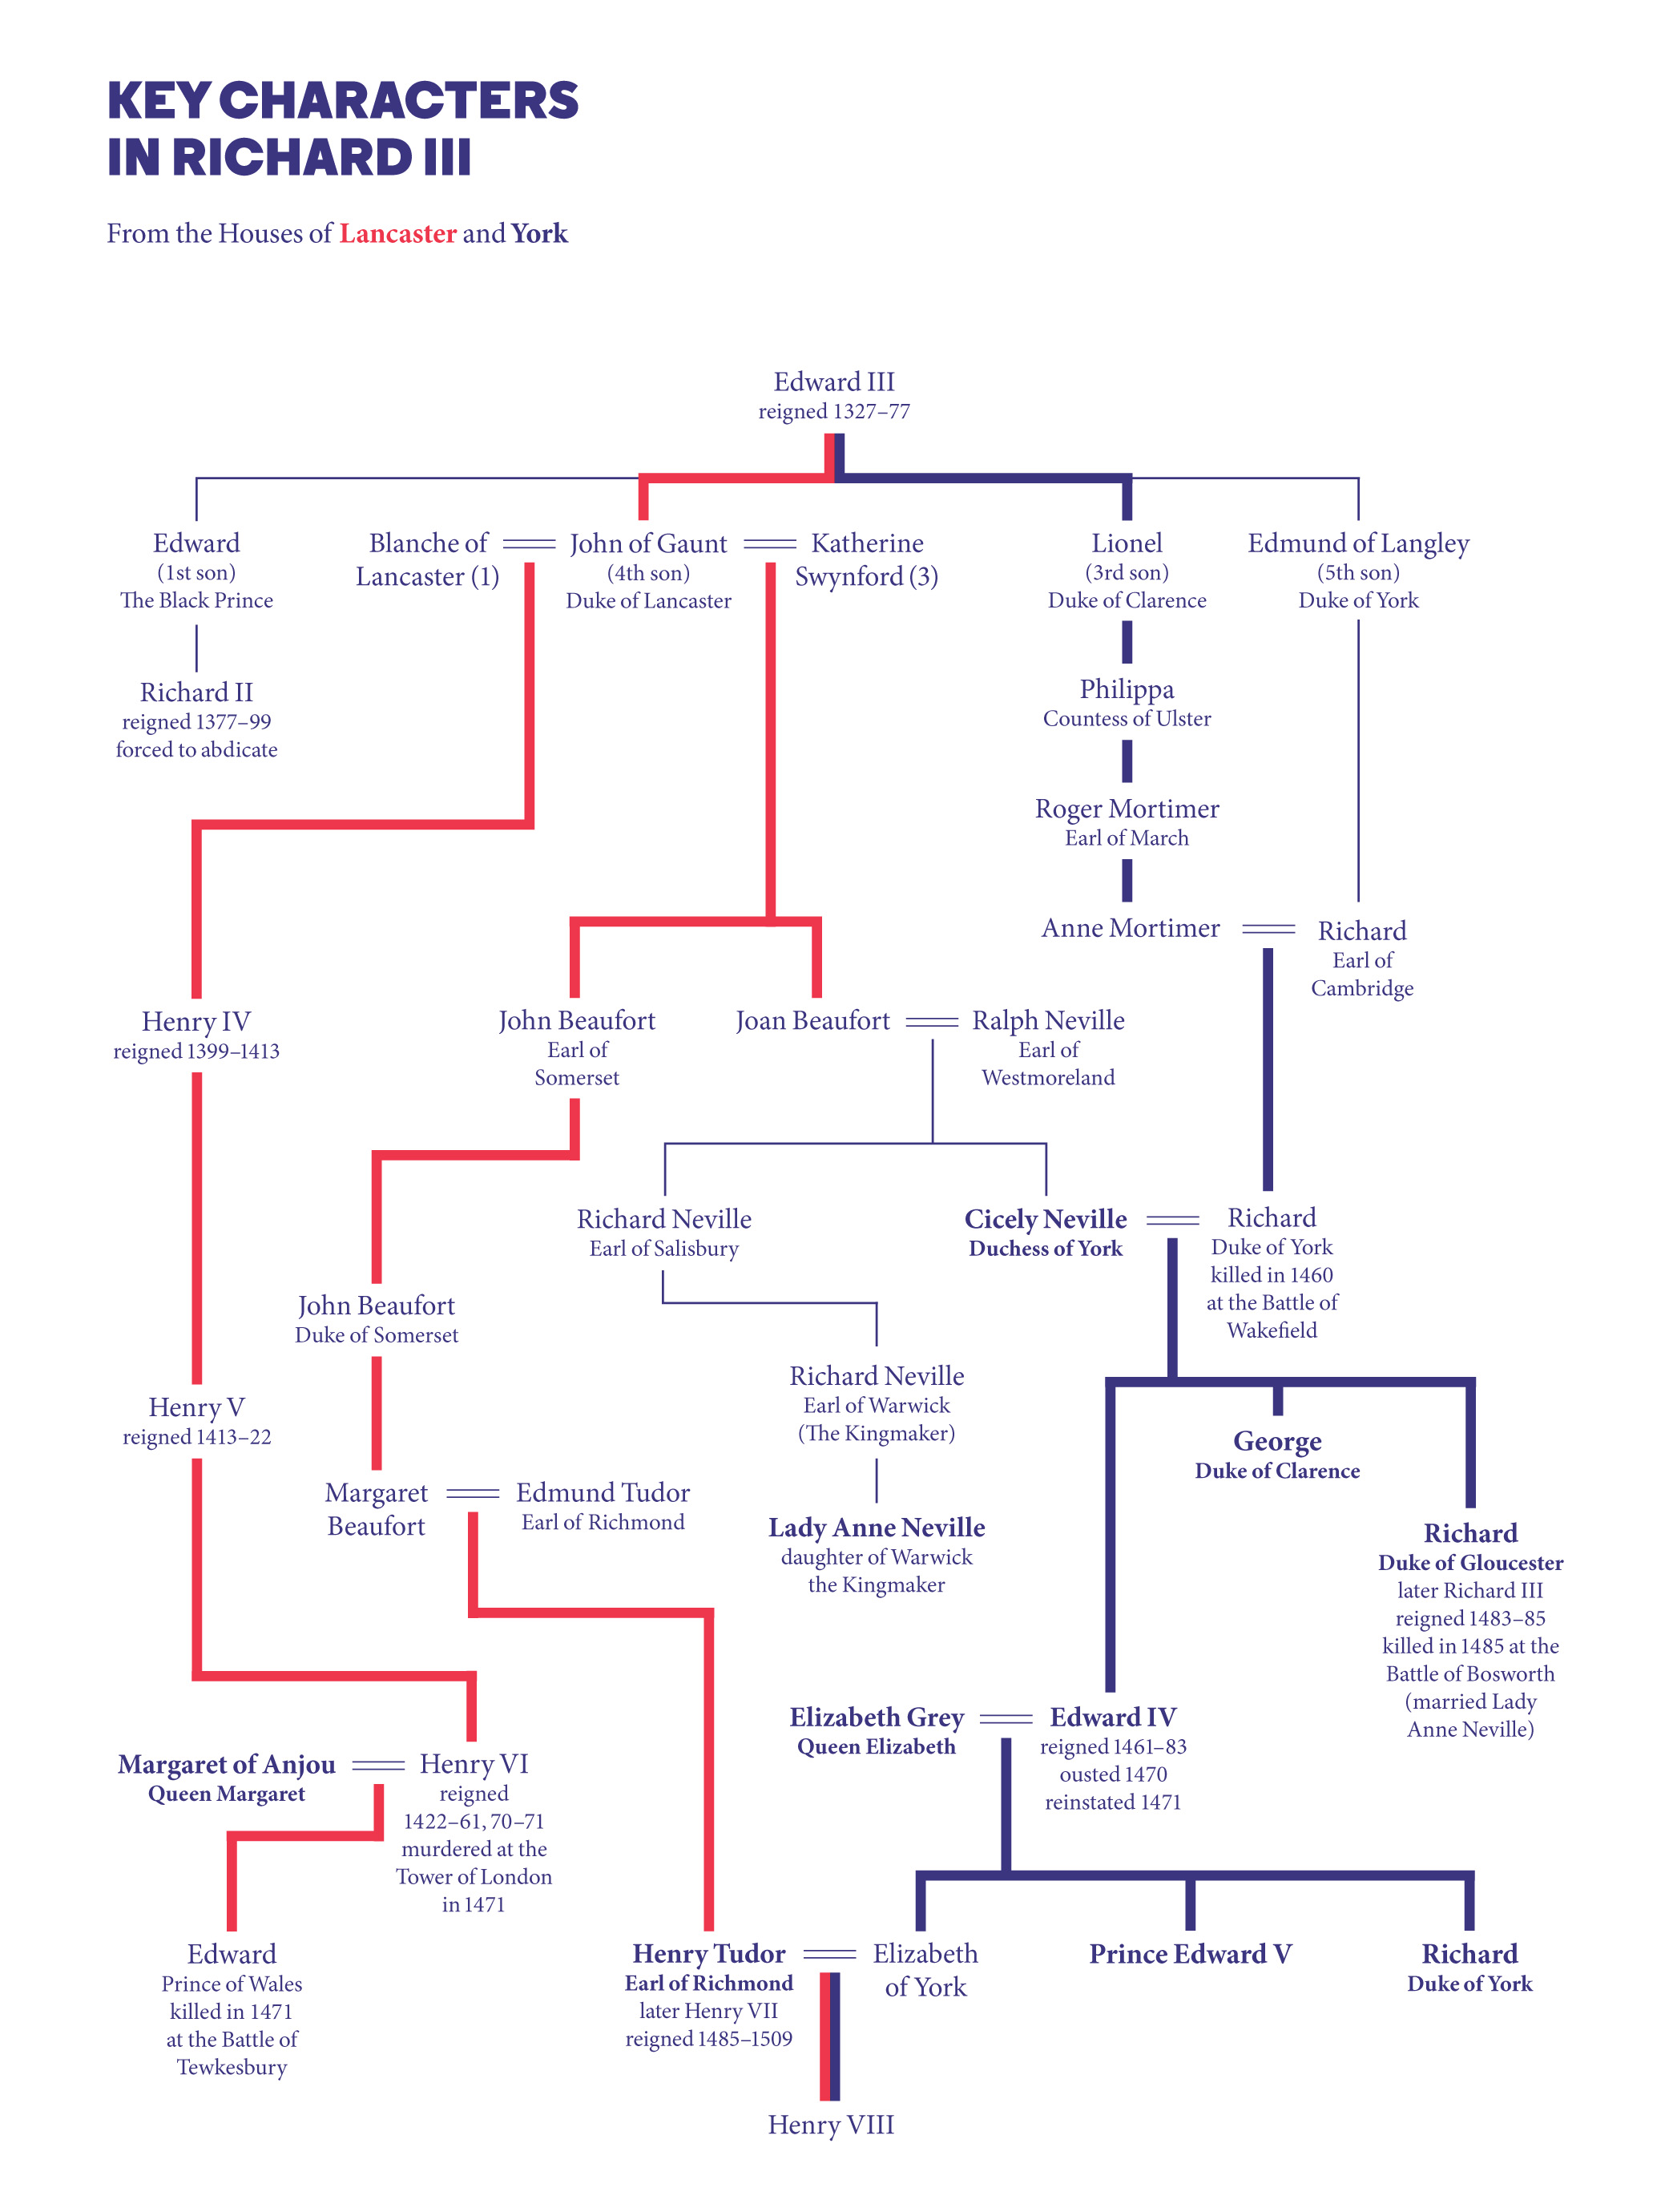 KEY CHARACTERS
IN RICHARD III
From the Houses of Lancaster and York
Edward III
reigned 1327–77
Edward
(1st son)
The Black Prince
Blanche of
Lancaster (1)
John of Gaunt
(4th son)
Duke of Lancaster
Katherine
Swynford (3)
Lionel
(3rd son)
Duke of Clarence
Edmund of Langley
(5th son)
Duke of York
Richard II
reigned 1377–99
forced to abdicate
Philippa
Countess of Ulster
Roger Mortimer
Earl of March
Anne Mortimer
Richard
Earl of
Cambridge
Henry IV
reigned 1399–1413
John Beaufort
Earl of
Somerset
Joan Beaufort
Ralph Neville
Earl of
Westmoreland
Richard Neville
Earl of Salisbury
Cicely Neville
Duchess of York
Richard
Duke of York
killed in 1460
at the Battle of
Wakefield
John Beaufort
Duke of Somerset
Richard Neville
Earl of Warwick
(The Kingmaker)
Henry V
reigned 1413–22
George
Duke of Clarence
Margaret
Beaufort
Edmund Tudor
Earl of Richmond
Lady Anne Neville
daughter of Warwick
the Kingmaker
Richard
Duke of Gloucester
later Richard III
reigned 1483–85
killed in 1485 at the
Battle of Bosworth
(married Lady
Anne Neville)
Elizabeth Grey
Queen Elizabeth
Edward IV
reigned 1461–83
ousted 1470
reinstated 1471
Margaret of Anjou
Queen Margaret
Henry VI
reigned
1422–61, 70–71
murdered at the
Tower of London
in 1471
Edward
Prince of Wales
killed in 1471
at the Battle of
Tewkesbury
Henry Tudor
Earl of Richmond
later Henry VII
reigned 1485–1509
Elizabeth
of York
Prince Edward V
Richard
Duke of York
Henry VIII